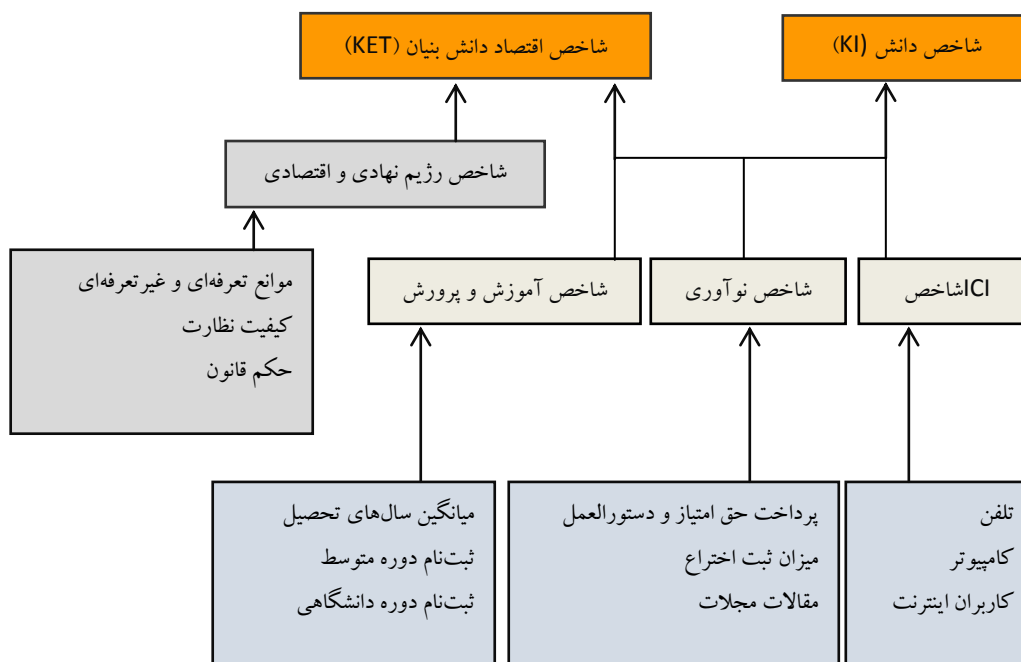 شاخص دانش (KI)
شاخص اقتصاد دانش بنیان (KET)
شاخص رژیم نهادی و اقتصادی
موانع تعرفه‌ای و غیرتعرفه‌ای
کیفیت نظارت
حکم قانون
شاخصICI
شاخص نوآوری
شاخص آموزش و پرورش
تلفن
کامپیوتر
کاربران اینترنت
پرداخت حق امتیاز و دستورالعمل
میزان ثبت اختراع
مقالات مجلات
میانگین سال‌های تحصیل
ثبت‌نام دوره متوسط
ثبت‌نام دوره دانشگاهی